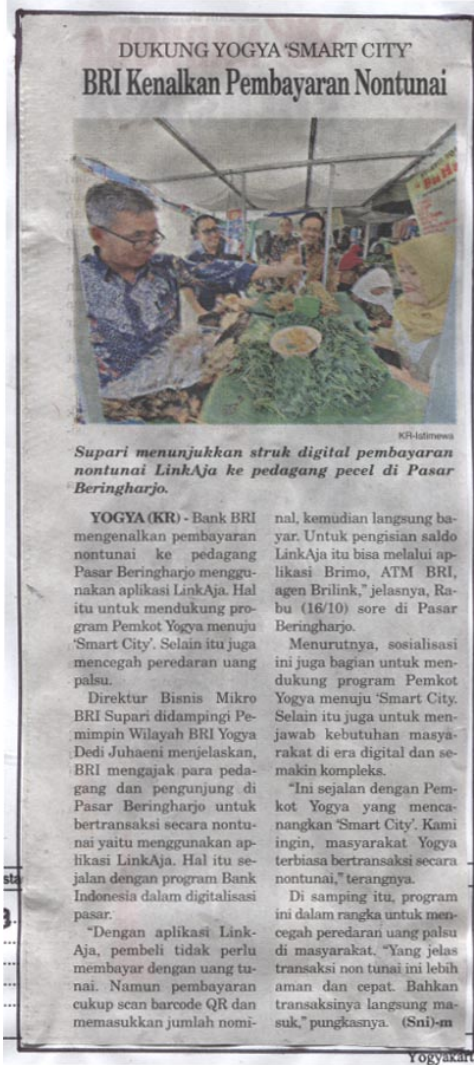 DUKUNG YOGYA 'SMART CITY'
BRI Kenalkan Pembayaran Nontunai
KR-Istimewa
Supari menunjukkan struk digital pembayaran
nontunai LinkAja ke pedagang pecel di Pasar
Beringharjo.
YOGYA (KR) - Bank BRI
mengenalkan pembayaran
nontunai ke pedagang
Pasar Beringharjo menggu-
nakan aplikasi LinkAja. Hal
itu untuk mendukung pro-
gram Pemkot Yogya menuju
'Smart City'. Selain itu juga
mencegah peredaran uang
palsu.
Direktur Bisnis Mikro
BRI Supari didampingi Pe-
mimpin Wilayah BRI Yogya
Dedi Juhaeni menjelaskan,
BRI mengajak para peda-
gang dan pengunjung di
Pasar Beringharjo untuk
bertransaksi secara nontu-
nai yaitu menggunakan ap-
likasi LinkAja. Hal itu se-
jalan dengan program Bank
Indonesia dalam digitalisasi
pasar.
"Dengan aplikasi Link-
Aja, pembeli tidak perlu
membayar dengan uang tu-
nai. Namun pembayaran
cukup scan barcode QR dan
memasukkan jumlah nomi-
nal, kemudian langsung ba-
yar. Untuk pengisian saldo
LinkAja itu bisa melalui ap-
likasi Brimo, ATM BRI,
agen Brilink," jelasnya, Ra-
bu (16/10) sore di Pasar
Beringharjo.
Menurutnya, sosialisasi
ini juga bagian untuk men-
dukung program Pemkot
Yogya menuju 'Smart City.
Selain itu juga untuk men-
jawab kebutuhan masya-
rakat di era digital dan se-
makin kompleks.
"Ini sejalan dengan Pem-
kot Yogya yang menca-
nangkan 'Smart City'. Kami
ingin, masyarakat Yogya
terbiasa bertransaksi secara
nontunai," terangnya.
Di samping itu, program
ini dalam rangka untuk men-
cegah peredaran uang palsu
di masyarakat. "Yang jelas
transaksi non tunai ini lebih
aman dan cepat. Bahkan
transaksinya langsung ma-
suk," pungkasnya. (Sni)-m